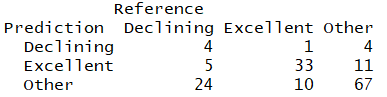 Reference
Prediction Declining Excellent Other
Declining 4 1 4
Excellent 5 33 11
Other 24 10 67